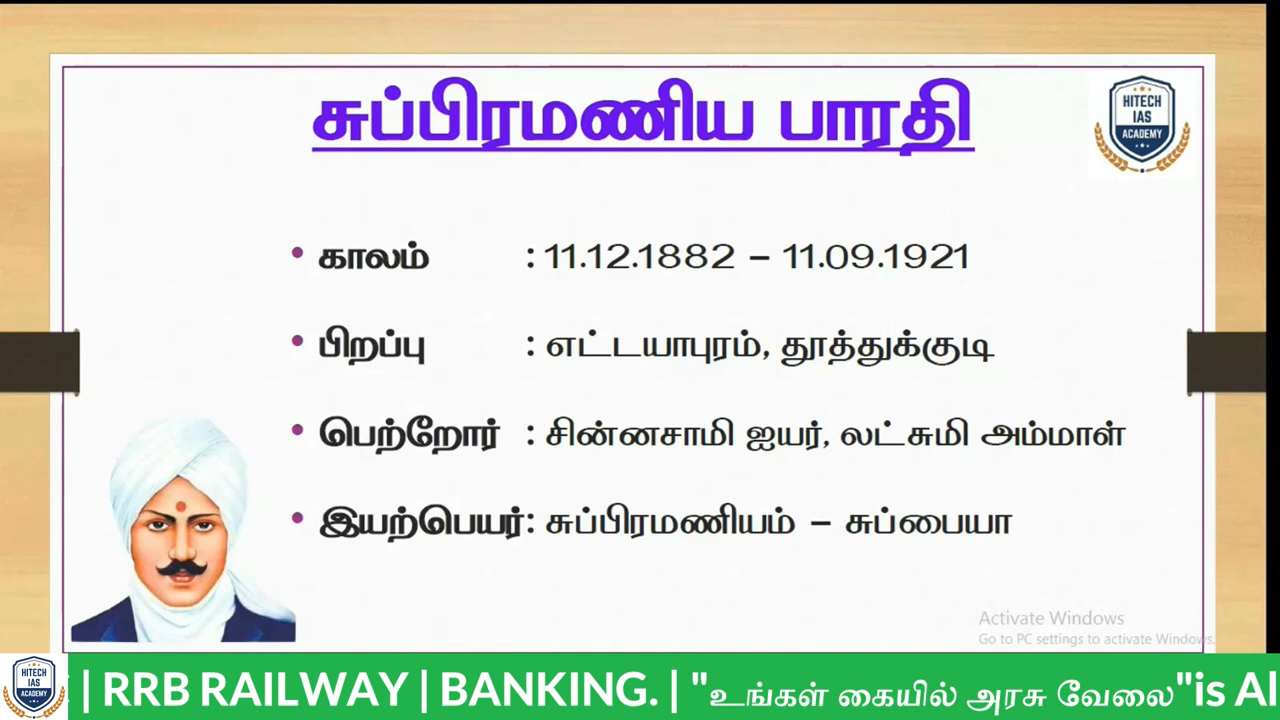 சுப்பிரமணிய பாரதி
HITECH
IAS
ACADEMY
• காலம் : 11.12.1882 – 11.09.1921
• பிறப்பு : எட்டயாபுரம், தூத்துக்குடி
• பெற்றோர் : சின்னசாமி ஐயர், லட்சுமி அம்மாள்
• இயற்பெயர்: சுப்பிரமணியம் – சுப்பையா
Activate Windows
Go to PC settings to activate Windows.
HITECH
IAS
ACADEMY
| RRB RAILWAY | BANKING. | "உங்கள் கையில் அரசு வேலை"is Al